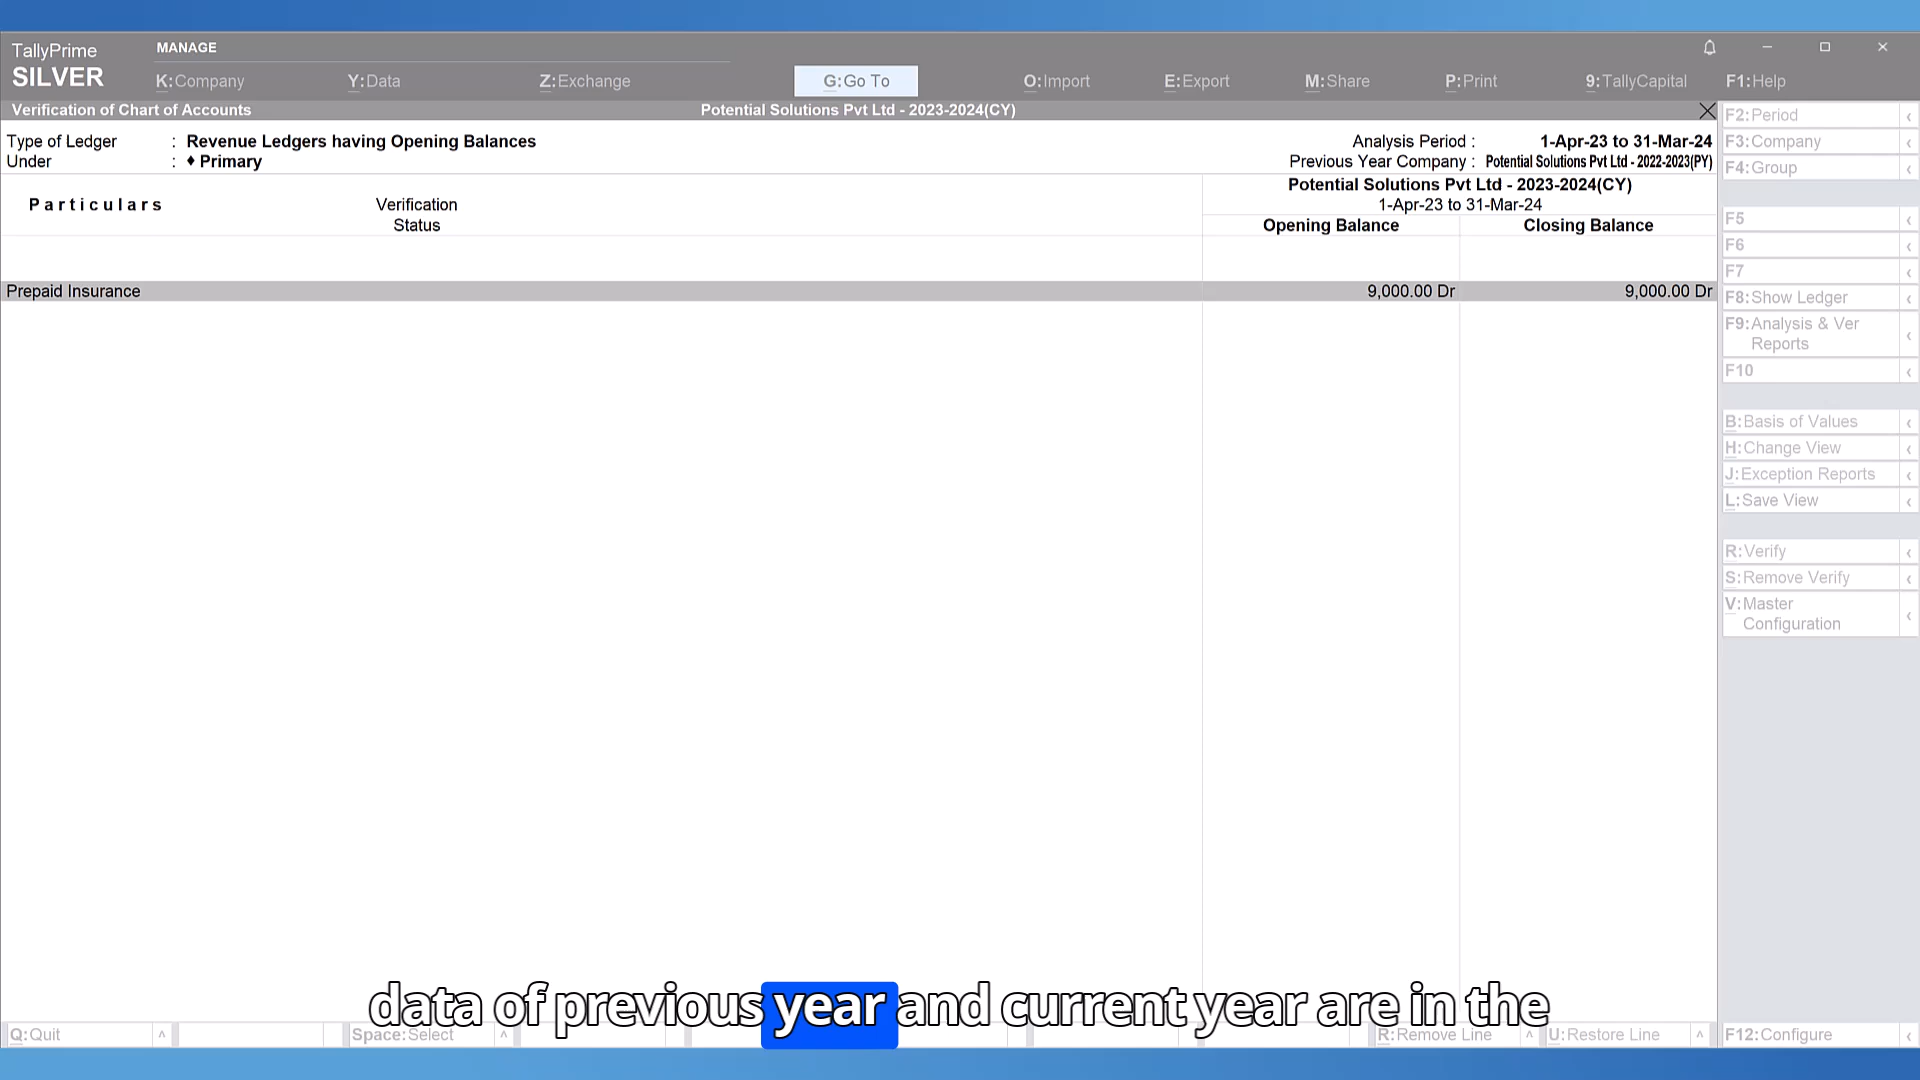 TallyPrime
SILVER
MANAGE
K:Company
Y:Data
Z:Exchange
G:Go To
O:Import
E:Export
M:Share
P:Print
9:TallyCapital
F1:Help
Verification of Chart of Accounts
Potential Solutions Pvt Ltd - 2023-2024(CY)
Type of Ledger : Revenue Ledgers having Opening Balances
Under : ♦ Primary
Analysis Period : 1-Apr-23 to 31-Mar-24
Previous Year Company : Potential Solutions Pvt Ltd - 2022-2023(PY)
Particulars
Verification
Status
Potential Solutions Pvt Ltd - 2023-2024(CY)
1-Apr-23 to 31-Mar-24
Opening Balance
Closing Balance
Prepaid Insurance
9,000.00 Dr
9,000.00 Dr
F2:Period
F3:Company
F4:Group
F5
F6
F7
F8:Show Ledger
F9:Analysis & Ver
Reports
F10
B:Basis of Values
H:Change View
J:Exception Reports
L:Save View
R:Verify
S:Remove Verify
V:Master
Configuration
data of previous year and current year are in the
Q:Quit
Space:Select
R:Remove Line
U:Restore Line
F12:Configure